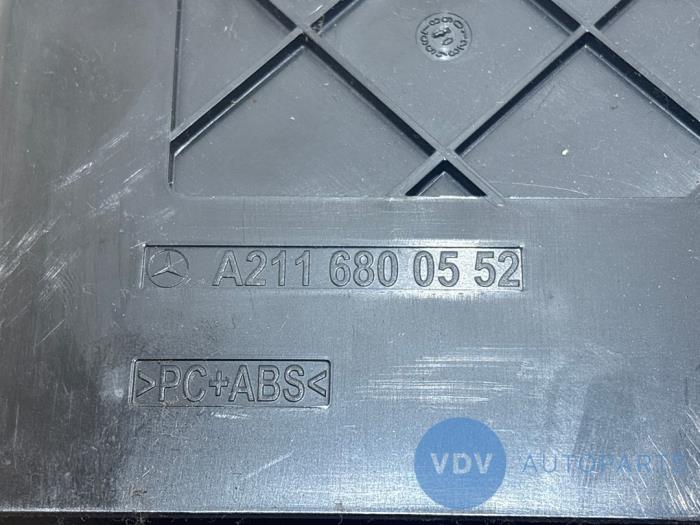 A211 680 05 52
>PC+ABS<
VDV AUTOPARTS